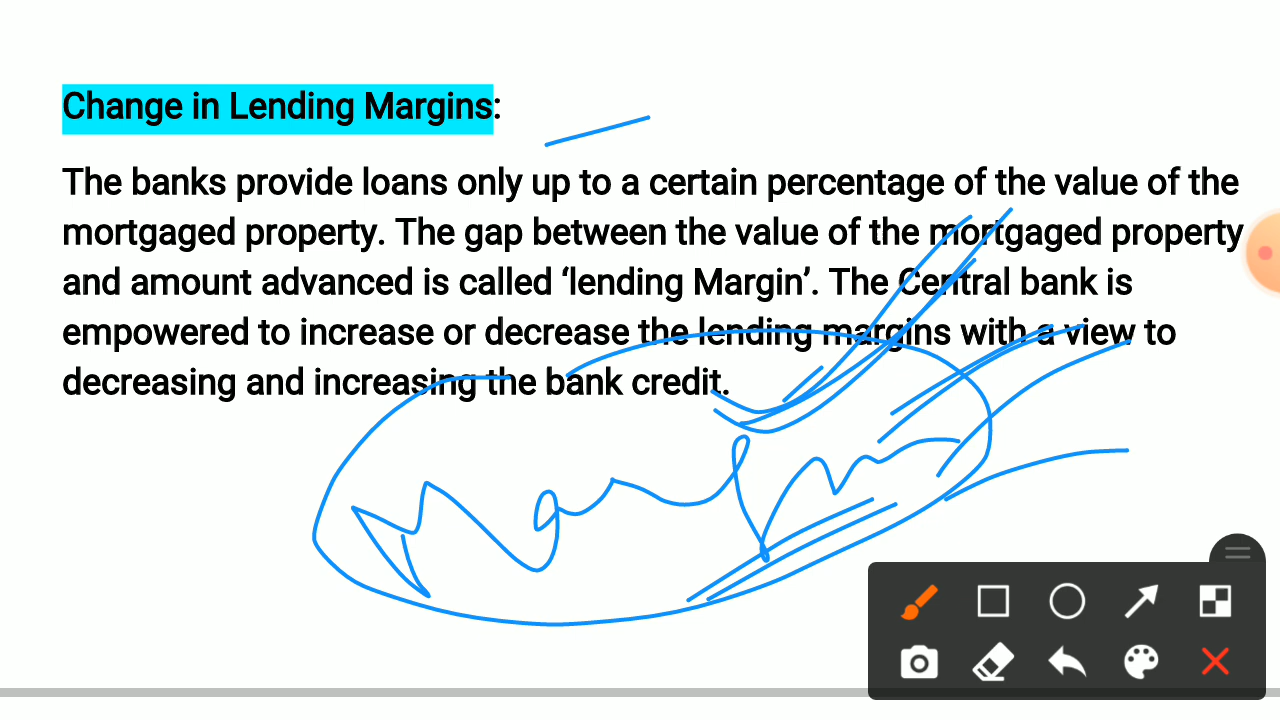 Change in Lending Margins:
The banks provide loans only up to a certain percentage of the value of the
mortgaged property. The gap between the value of the mortgaged property
and amount advanced is called ‘lending Margin’. The Central bank is
empowered to increase or decrease the lending margins with a view to
decreasing and increasing the bank credit.
Margin